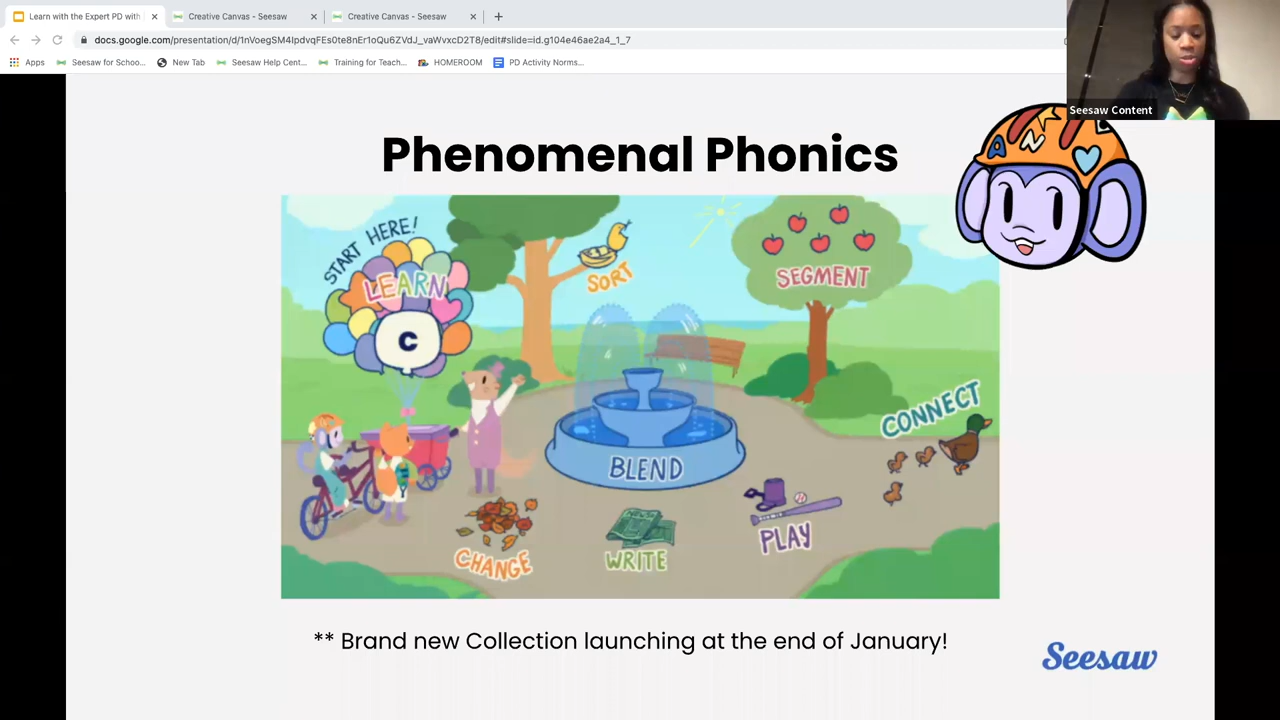 Learn with the Expert PD with
Creative Canvas - Seesaw
Creative Canvas - Seesaw
docs.google.com/presentation/d/1nVoegSM4IpdvqFEs0te8nEr1oQu6ZVdJ_vaWvxcD2T8/edit#slide=id.g104e46ae2a4_1_7
Apps
Seesaw for Schoo...
New Tab
Seesaw Help Cent...
Training for Teach...
HOMEROOM
PD Activity Norms...
Seesaw Content
Phenomenal Phonics
START HERE!
LEARN
C
SORT
SEGMENT
CONNECT
BLEND
CHANGE
WRITE
PLAY
** Brand new Collection launching at the end of January!
Seesaw